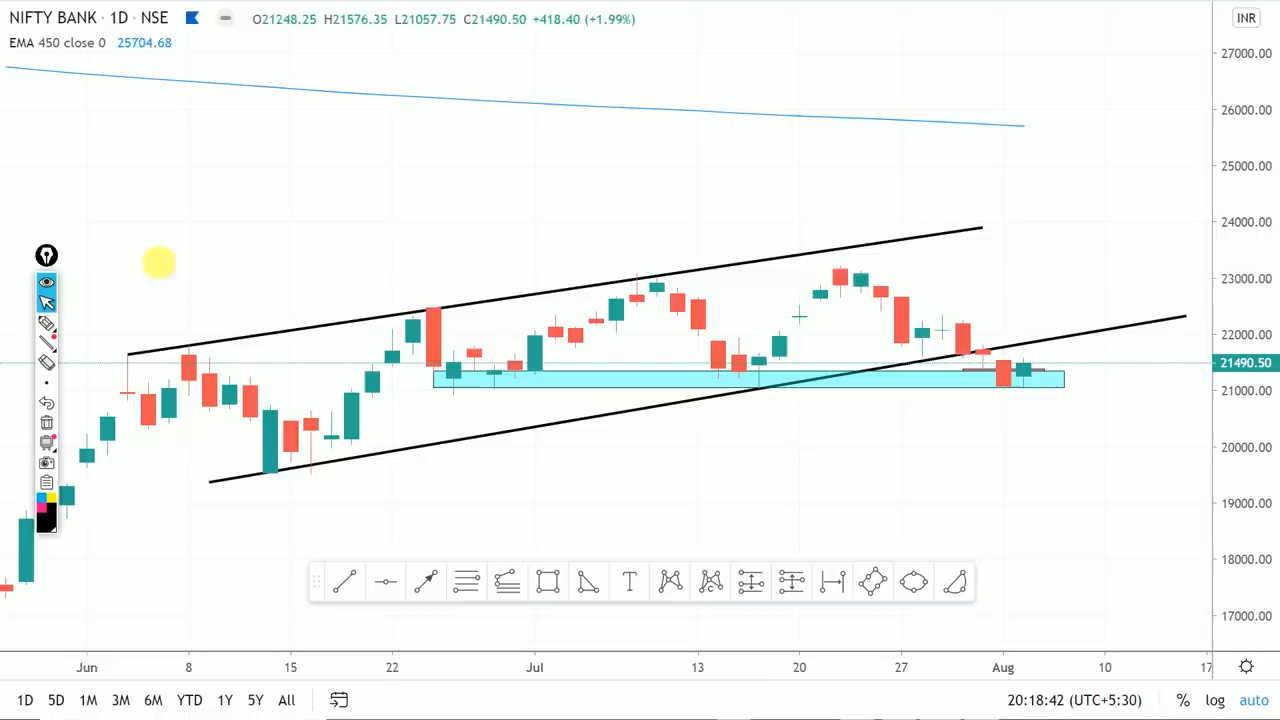 NIFTY BANK · 1D · NSE O21248.25 H21576.35 L21057.75 C21490.50 +418.40 (+1.99%) INR
EMA 450 close 0 25704.68
27000.00
26000.00
25000.00
24000.00
23000.00
22000.00
21490.50
21000.00
20000.00
19000.00
18000.00
17000.00
T
C
Jun 8 15 22 Jul 13 20 27 Aug 10 17
1D 5D 1M 3M 6M YTD 1Y 5Y All 20:18:42 (UTC+5:30) % log auto